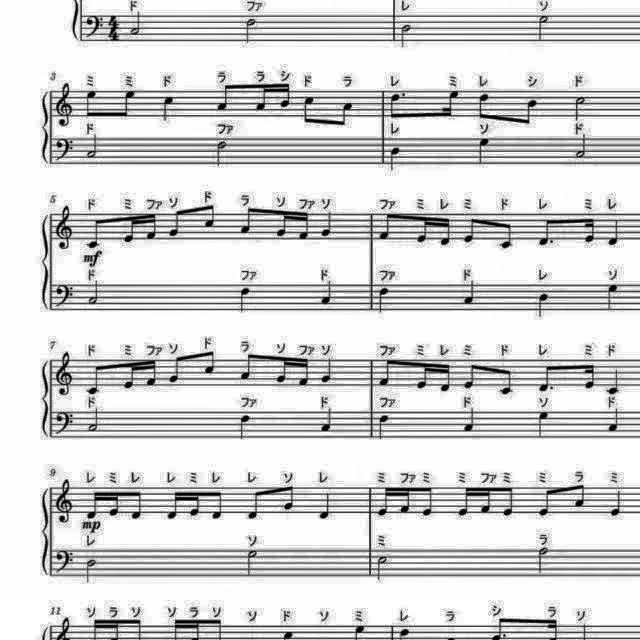 ド ファ レ ソ
3
ミ ミ ド ラ ラ シ ド ラ レ ミ レ シ ド
ド ファ レ ソ ド
5
ド ミ ファ ソ ド ラ ソ ファ ソ ファ ミ レ ミ ド レ ミ レ
mf
ド ファ ド ファ ド レ ソ
7
ド ミ ファ ソ ド ラ ソ ファ ソ ファ ミ レ ミ ド レ ミ ド
ド ファ ド ファ ド ソ ド
9
レ ミ レ レ ミ レ レ ソ レ ミ ファ ミ ミ ファ ミ ミ ラ ミ
mp
レ ソ ミ ラ
11
ソ ラ ソ ソ ラ ソ ソ ド ソ ミ レ ラ シ ラ ソ